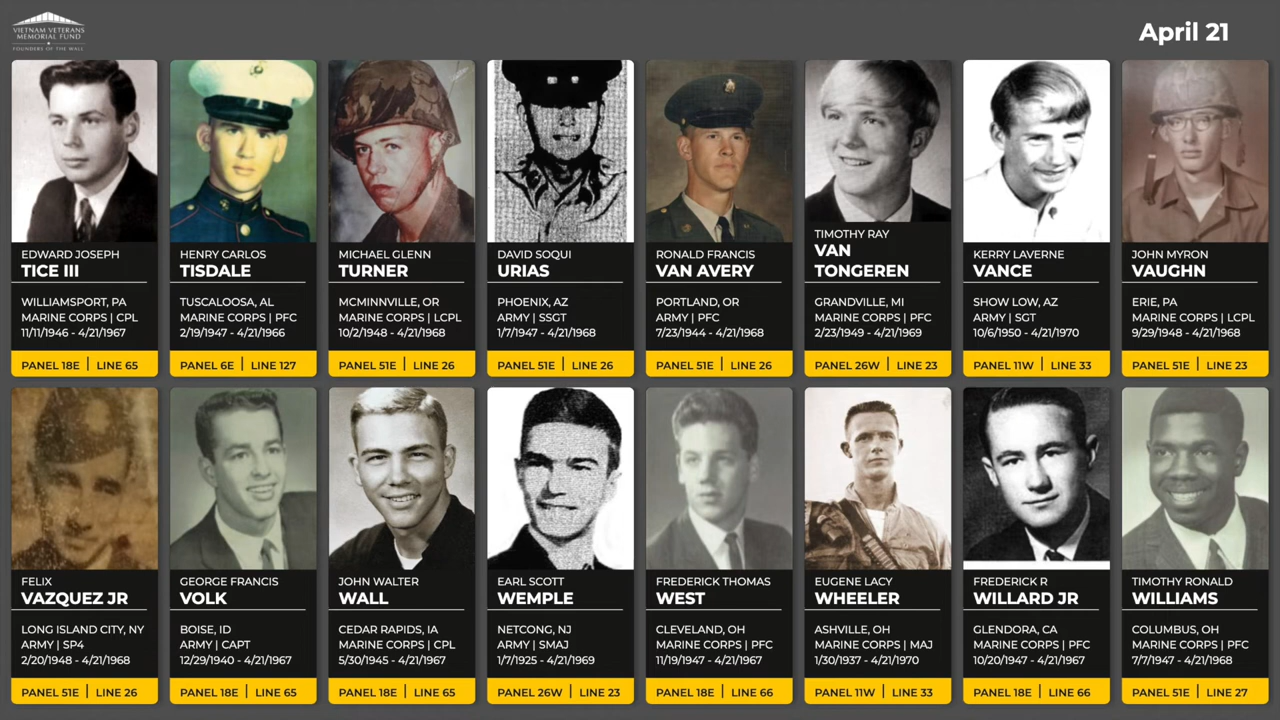 VIETNAM VETERANS
MEMORIAL FUND
FOUNDERS OF THE WALL
April 21
EDWARD JOSEPH
TICE III
WILLIAMSPORT, PA
MARINE CORPS | CPL
11/11/1946 - 4/21/1967
PANEL 18E | LINE 65
HENRY CARLOS
TISDALE
TUSCALOOSA, AL
MARINE CORPS | PFC
2/19/1947 - 4/21/1966
PANEL 6E | LINE 127
MICHAEL GLENN
TURNER
MCMINNVILLE, OR
MARINE CORPS | LCPL
10/2/1948 - 4/21/1968
PANEL 51E | LINE 26
DAVID SOQUI
URIAS
PHOENIX, AZ
ARMY | SSGT
1/7/1947 - 4/21/1968
PANEL 51E | LINE 26
RONALD FRANCIS
VAN AVERY
PORTLAND, OR
ARMY | PFC
7/23/1944 - 4/21/1968
PANEL 51E | LINE 26
TIMOTHY RAY
VAN
TONGEREN
GRANDVILLE, MI
MARINE CORPS | PFC
2/23/1949 - 4/21/1969
PANEL 26W | LINE 23
KERRY LAVERNE
VANCE
SHOW LOW, AZ
ARMY | SGT
10/6/1950 - 4/21/1970
PANEL 11W | LINE 33
JOHN MYRON
VAUGHN
ERIE, PA
MARINE CORPS | LCPL
9/29/1948 - 4/21/1968
PANEL 51E | LINE 23
FELIX
VAZQUEZ JR
LONG ISLAND CITY, NY
ARMY | SP4
2/20/1948 - 4/21/1968
PANEL 51E | LINE 26
GEORGE FRANCIS
VOLK
BOISE, ID
ARMY | CAPT
12/29/1940 - 4/21/1967
PANEL 18E | LINE 65
JOHN WALTER
WALL
CEDAR RAPIDS, IA
MARINE CORPS | CPL
5/30/1945 - 4/21/1967
PANEL 18E | LINE 65
EARL SCOTT
WEMPLE
NETCONG, NJ
ARMY | SMAJ
1/7/1925 - 4/21/1969
PANEL 26W | LINE 23
FREDERICK THOMAS
WEST
CLEVELAND, OH
MARINE CORPS | PFC
11/19/1947 - 4/21/1967
PANEL 18E | LINE 66
EUGENE LACY
WHEELER
ASHVILLE, OH
MARINE CORPS | MAJ
1/30/1937 - 4/21/1970
PANEL 11W | LINE 33
FREDERICK R
WILLARD JR
GLENDORA, CA
MARINE CORPS | PFC
10/20/1947 - 4/21/1967
PANEL 18E | LINE 66
TIMOTHY RONALD
WILLIAMS
COLUMBUS, OH
MARINE CORPS | PFC
7/7/1947 - 4/21/1968
PANEL 51E | LINE 27